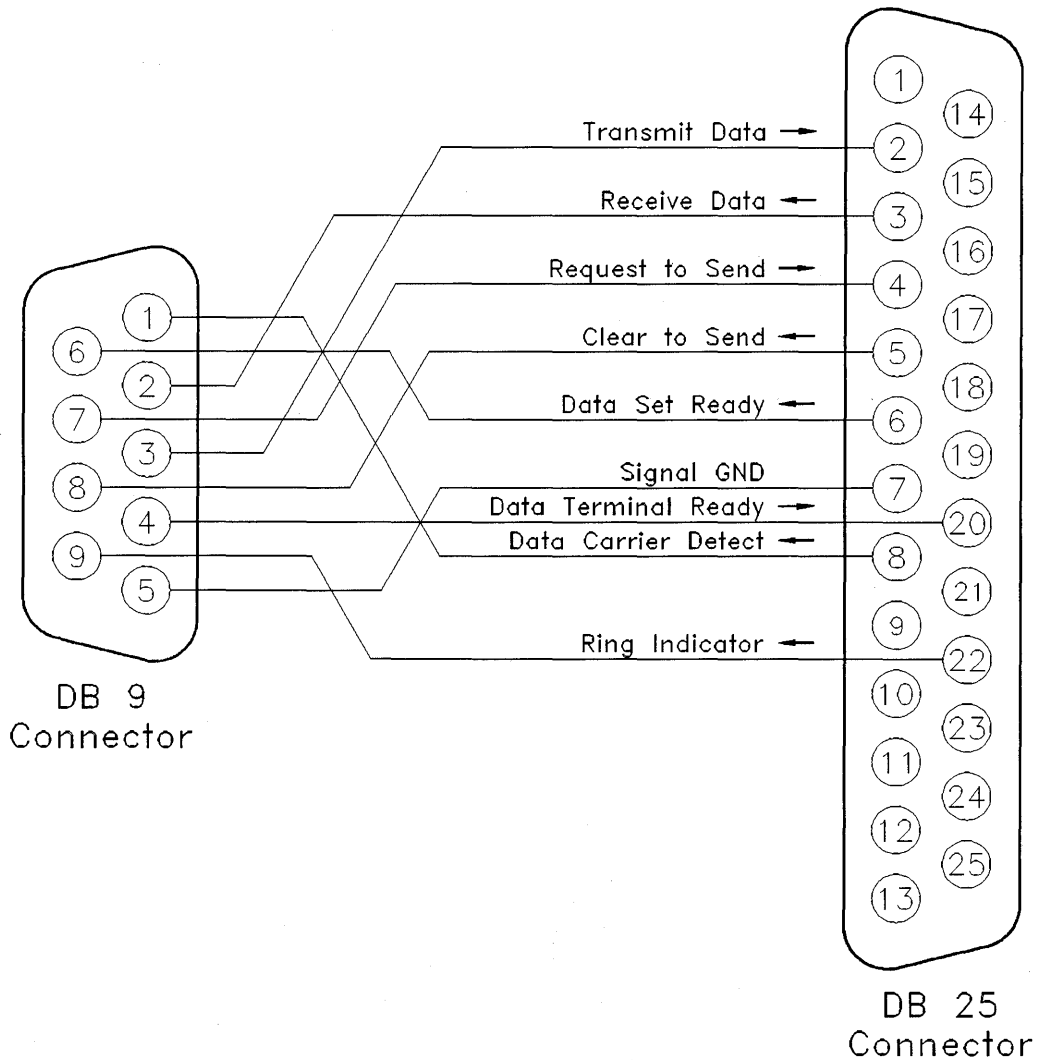 1
14
Transmit Data →
2
15
Receive Data ←
3
16
Request to Send →
4
17
1
Clear to Send ←
5
6
18
2
Data Set Ready ←
6
7
19
3
Signal GND
7
8
Data Terminal Ready →
20
4
Data Carrier Detect ←
8
9
21
5
9
Ring Indicator ←
22
10
DB 9
Connector
23
11
24
12
25
13
DB 25
Connector